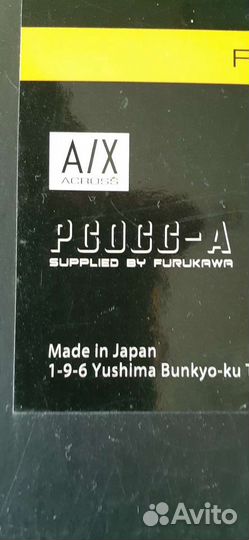 F
A/X
ACROSS
PCOCC-A
SUPPLIED BY FURUKAWA
Made in Japan
1-9-6 Yushima Bunkyo-ku T
Avito